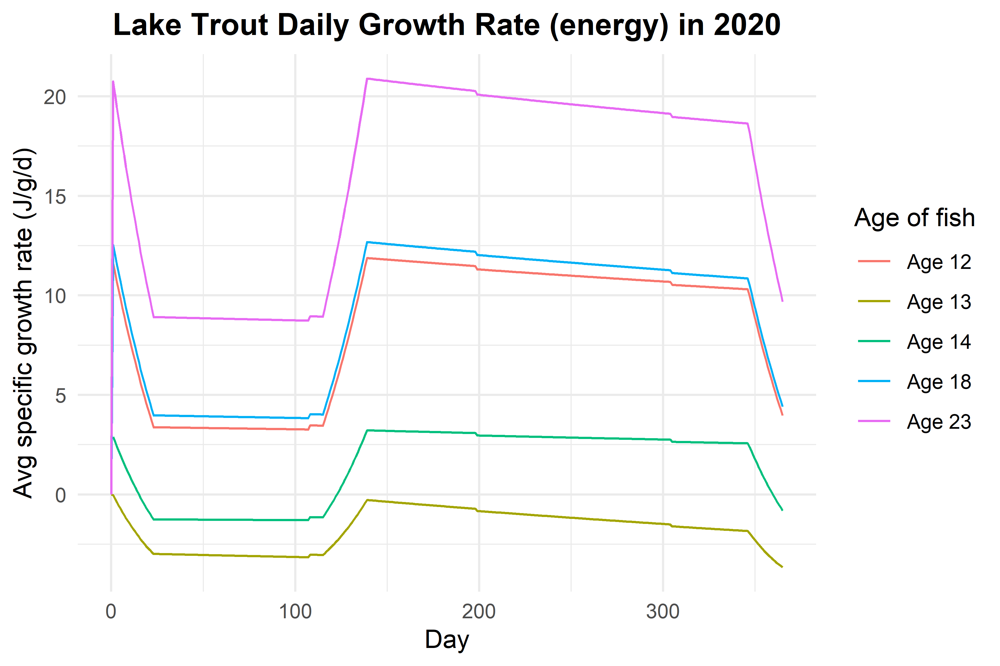 Lake Trout Daily Growth Rate (energy) in 2020
Avg specific growth rate (J/g/d)
20
15
10
5
0
0
100
200
300
Day
Age of fish
Age 12
Age 13
Age 14
Age 18
Age 23